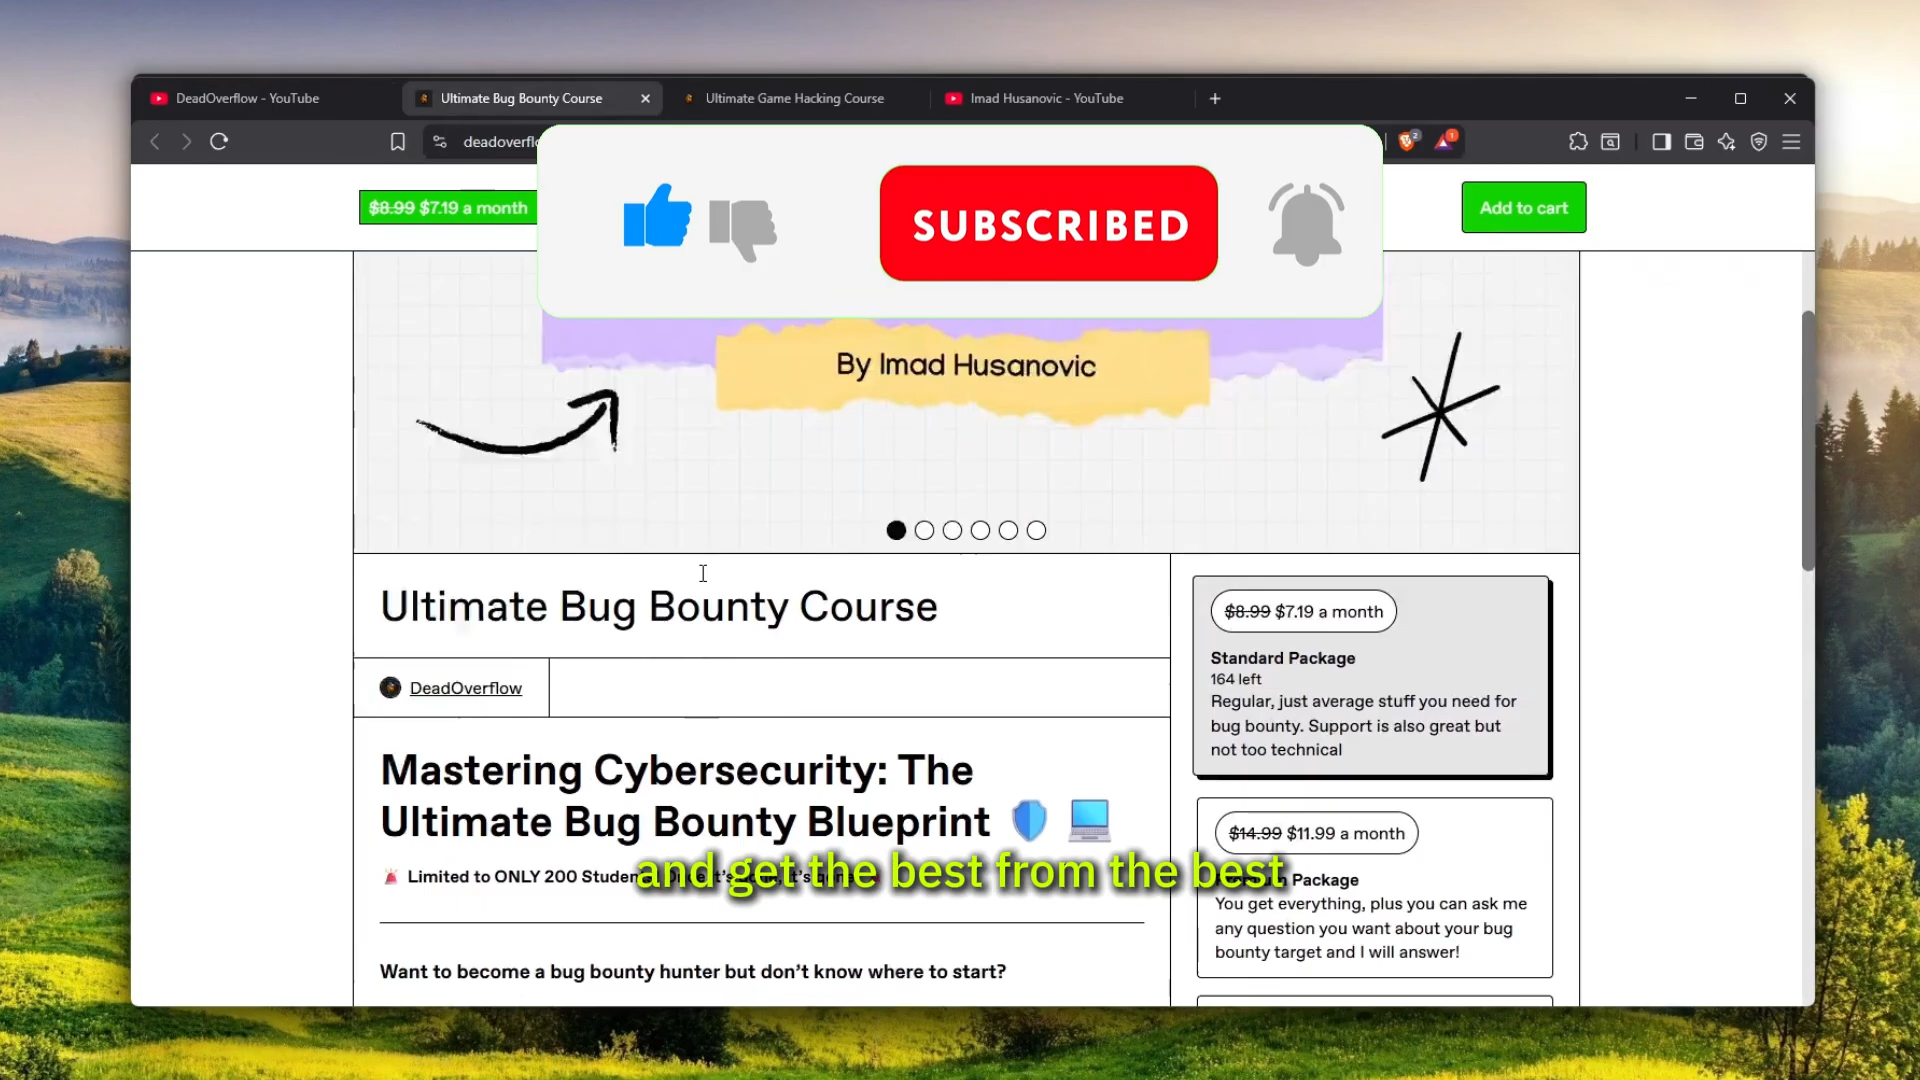 DeadOverflow - YouTube
Ultimate Bug Bounty Course
Ultimate Game Hacking Course
Imad Husanovic - YouTube
2
1
$8.99 $7.19 a month
SUBSCRIBED
Add to cart
By Imad Husanovic
Ultimate Bug Bounty Course
DeadOverflow
Mastering Cybersecurity: The
Ultimate Bug Bounty Blueprint
Limited to ONLY 200
Want to become a bug bounty hunter but don't know where to start?
$8.99 $7.19 a month
Standard Package
164 left
Regular, just average stuff you need for
bug bounty. Support is also great but
not too technical
$14.99 $11.99 a month
Package
You get everything, plus you can ask me
any question you want about your bug
bounty target and I will answer!
and get the best from the best